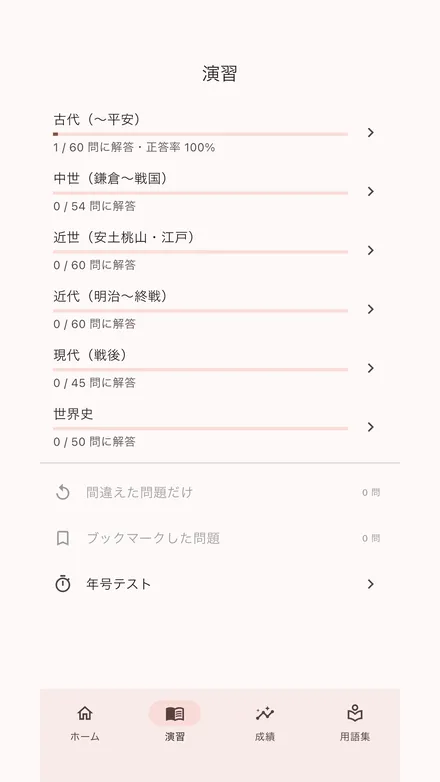 演習
古代（〜平安）
1 / 60 問に解答・正答率 100%
中世（鎌倉〜戦国）
0 / 54 問に解答
近世（安土桃山・江戸）
0 / 60 問に解答
近代（明治〜終戦）
0 / 60 問に解答
現代（戦後）
0 / 45 問に解答
世界史
0 / 50 問に解答
間違えた問題だけ 0 問
ブックマークした問題 0 問
年号テスト
ホーム 演習 成績 用語集